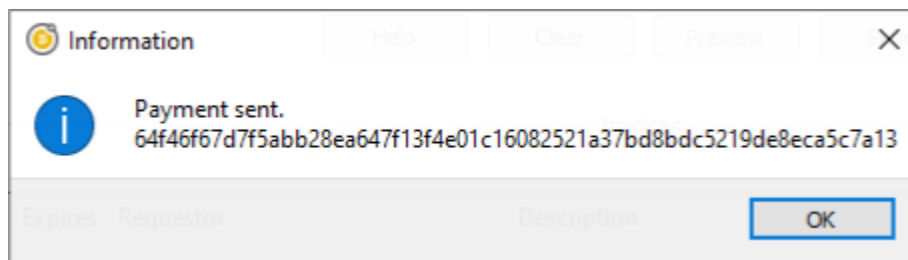 Information
Help
Clear
Preview
Payment sent.
Invoices
64f46f67d7f5abb28ea647f13f4e01c16082521a37bd8bdc5219de8eca5c7a13
Expires
Requestor
Description
OK